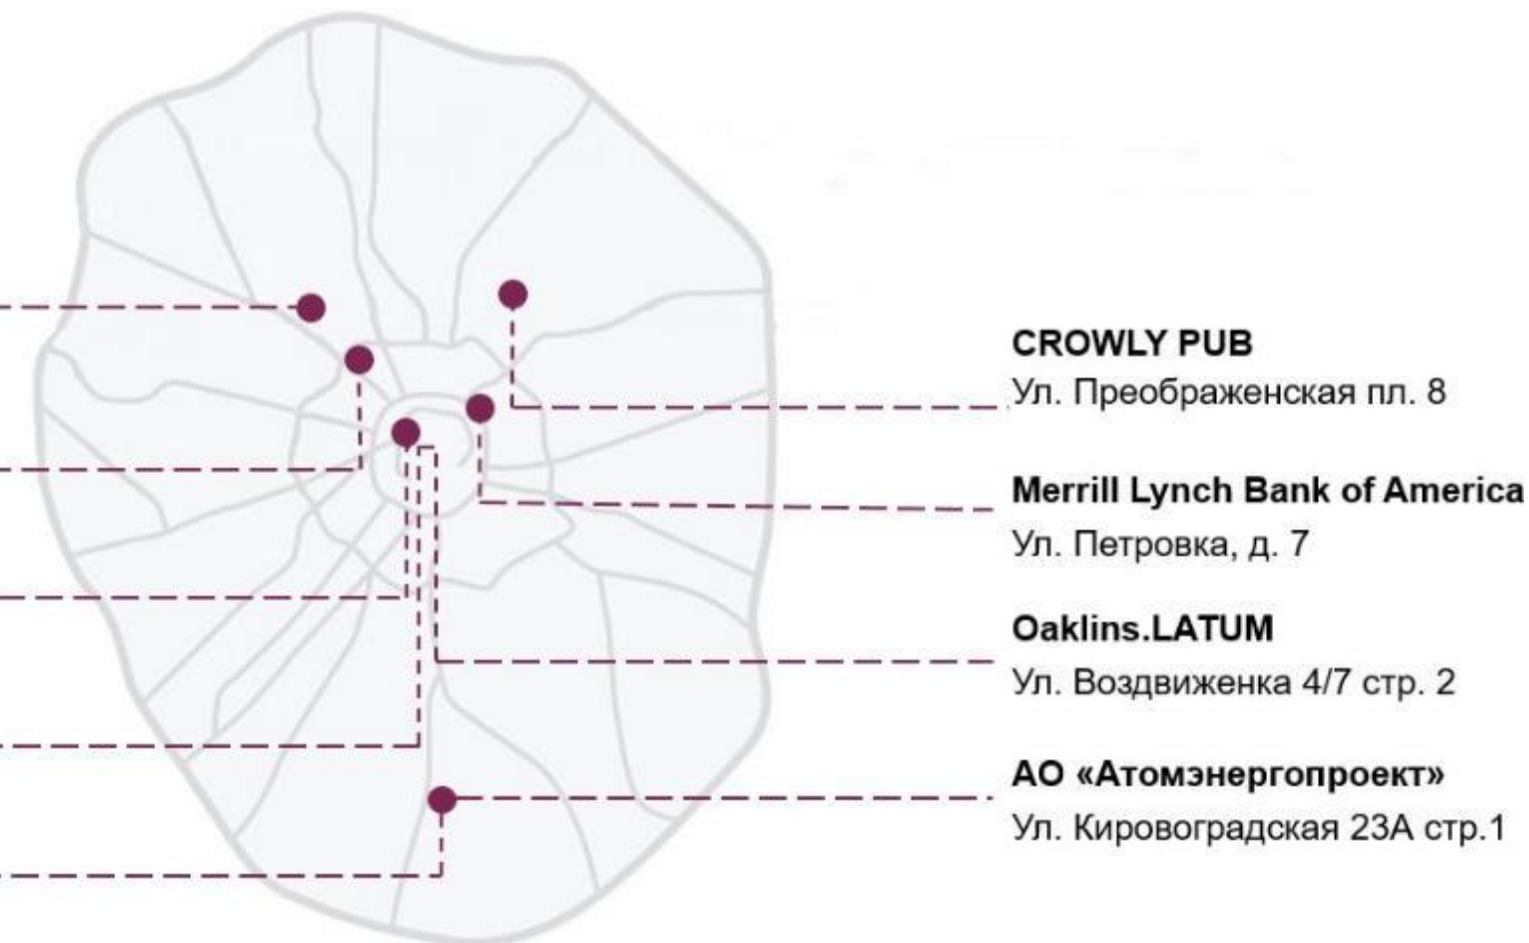 CROWLY PUB
Ул. Преображенская пл. 8
Merrill Lynch Bank of America
Ул. Петровка, д. 7
Oaklins.LATUM
Ул. Воздвиженка 4/7 стр. 2
АО «Атомэнергопроект»
Ул. Кировоградская 23А стр.1